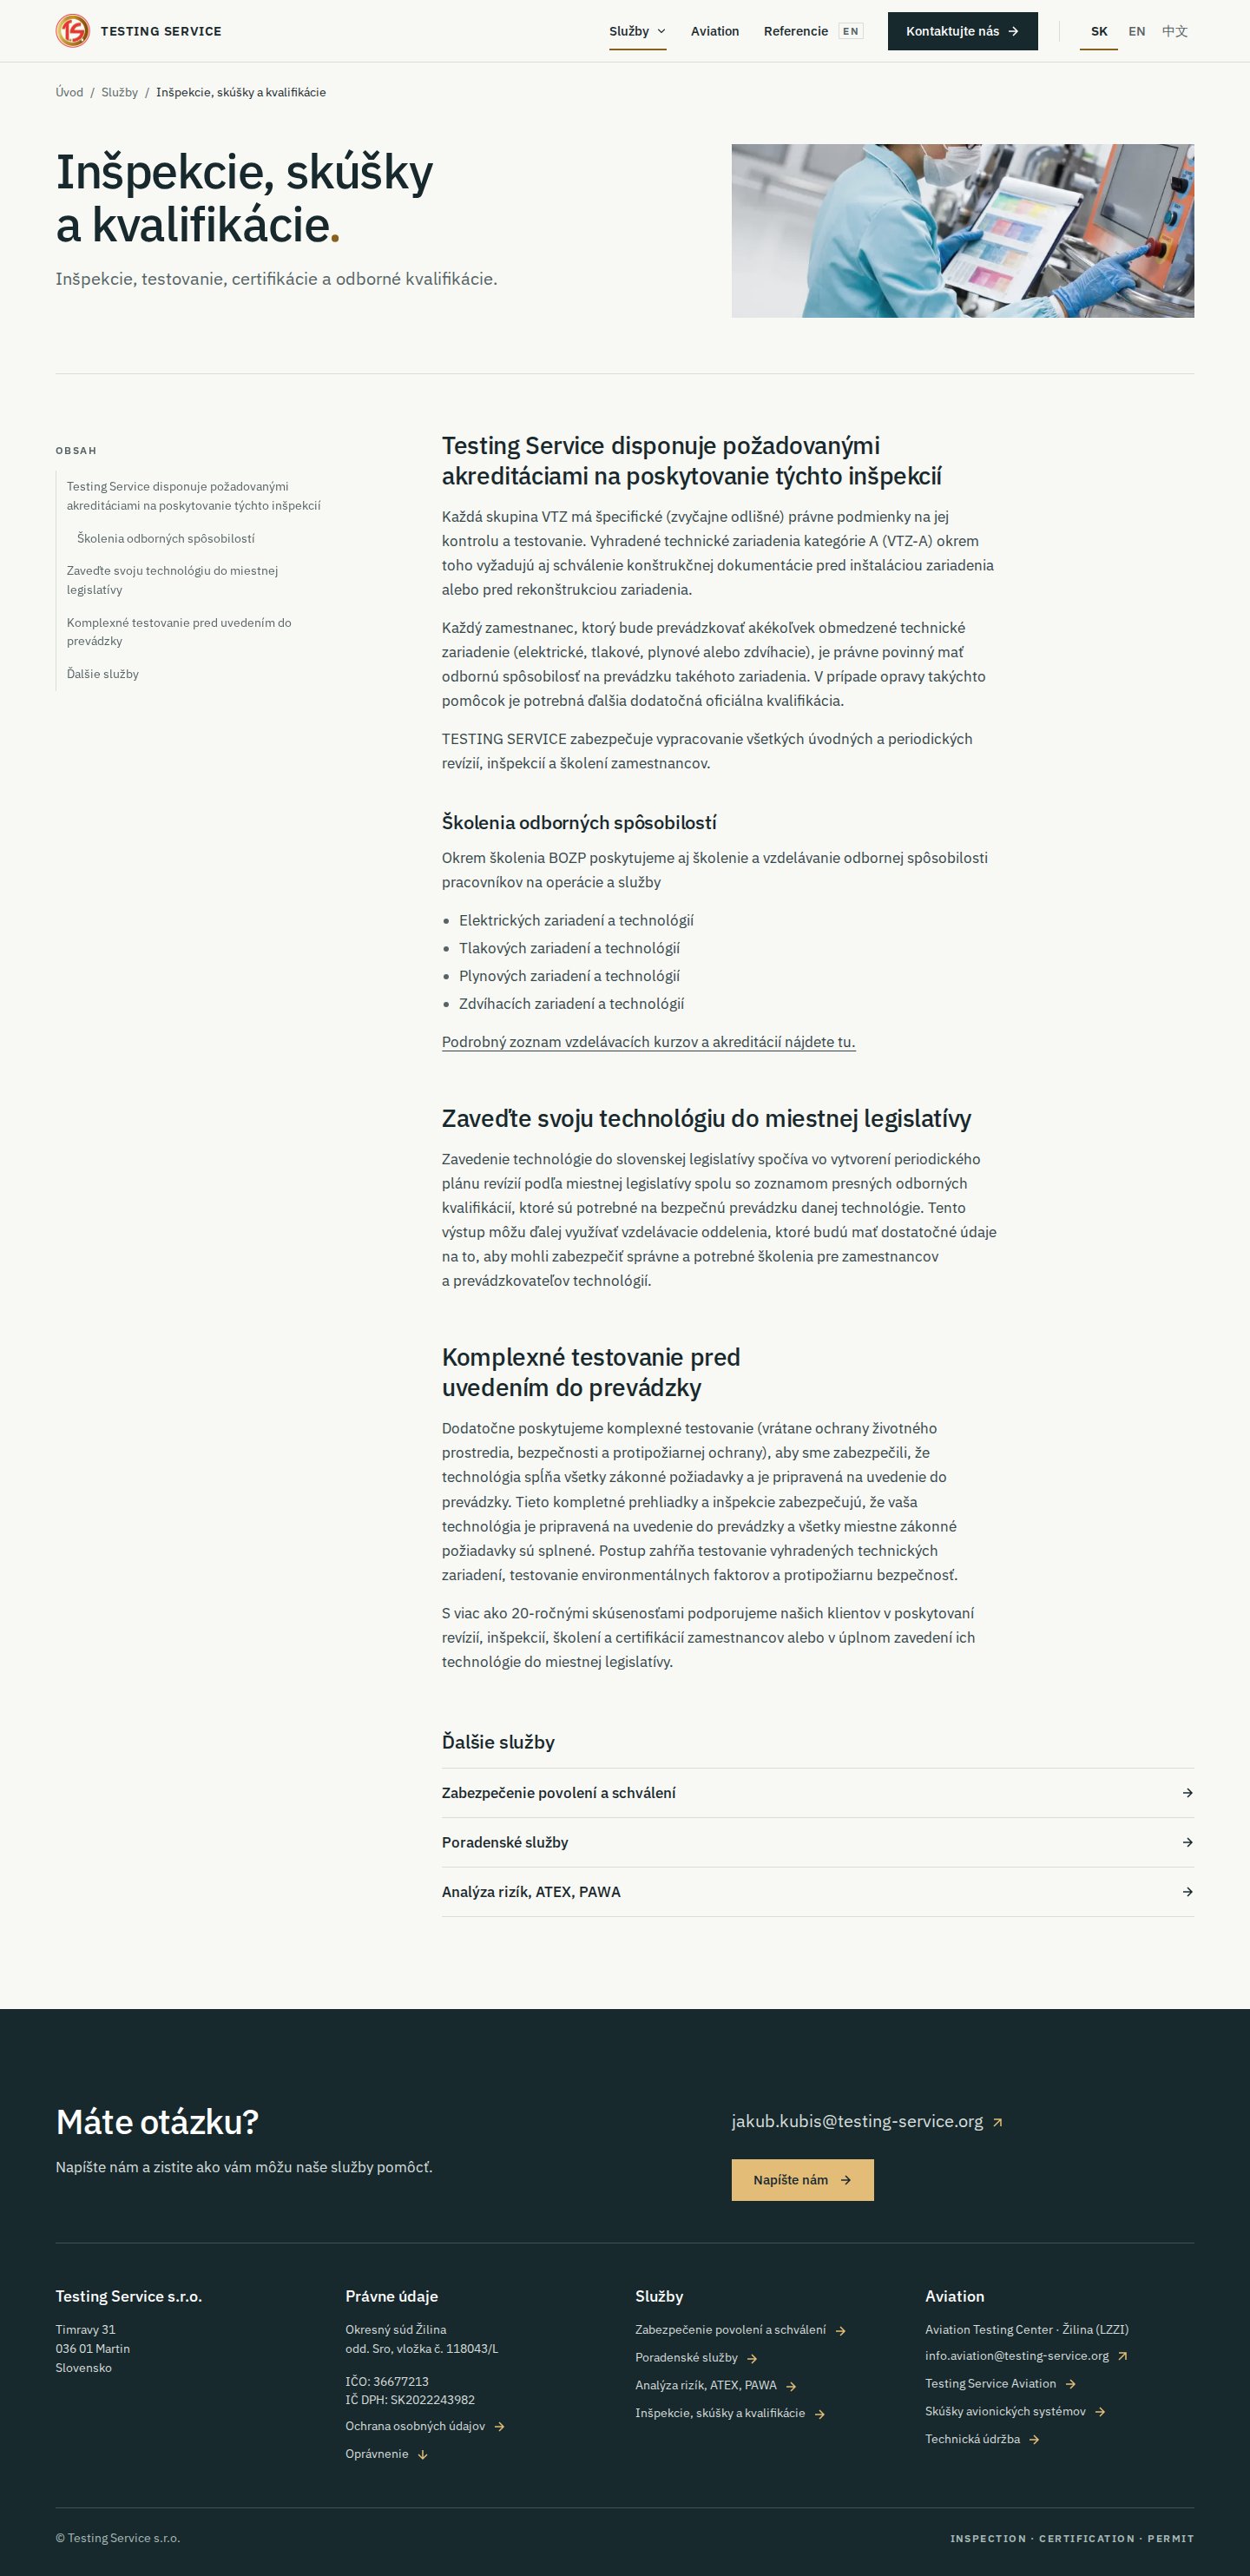 TESTING SERVICE
Služby
Aviation
Referencie EN
Kontaktujte nás
SK EN 中文
Úvod / Služby / Inšpekcie, skúšky a kvalifikácie
Inšpekcie, skúšky
a kvalifikácie.
Inšpekcie, testovanie, certifikácie a odborné kvalifikácie.
OBSAH
Testing Service disponuje požadovanými
akreditáciami na poskytovanie týchto inšpekcií
Školenia odborných spôsobilostí
Zaveďte svoju technológiu do miestnej
legislatívy
Komplexné testovanie pred uvedením do
prevádzky
Ďalšie služby
Testing Service disponuje požadovanými
akreditáciami na poskytovanie týchto inšpekcií
Každá skupina VTZ má špecifické (zvyčajne odlišné) právne podmienky na jej
kontrolu a testovanie. Vyhradené technické zariadenia kategórie A (VTZ-A) okrem
toho vyžadujú aj schválenie konštrukčnej dokumentácie pred inštaláciou zariadenia
alebo pred rekonštrukciou zariadenia.
Každý zamestnanec, ktorý bude prevádzkovať akékoľvek obmedzené technické
zariadenie (elektrické, tlakové, plynové alebo zdvíhacie), je právne povinný mať
odbornú spôsobilosť na prevádzku takéhoto zariadenia. V prípade opravy takýchto
pomôcok je potrebná ďalšia dodatočná oficiálna kvalifikácia.
TESTING SERVICE zabezpečuje vypracovanie všetkých úvodných a periodických
revízií, inšpekcií a školení zamestnancov.
Školenia odborných spôsobilostí
Okrem školenia BOZP poskytujeme aj školenie a vzdelávanie odbornej spôsobilosti
pracovníkov na operácie a služby
Elektrických zariadení a technológií
Tlakových zariadení a technológií
Plynových zariadení a technológií
Zdvíhacích zariadení a technológií
Podrobný zoznam vzdelávacích kurzov a akreditácií nájdete tu.
Zaveďte svoju technológiu do miestnej legislatívy
Zavedenie technológie do slovenskej legislatívy spočíva vo vytvorení periodického
plánu revízií podľa miestnej legislatívy spolu so zoznamom presných odborných
kvalifikácií, ktoré sú potrebné na bezpečnú prevádzku danej technológie. Tento
výstup môžu ďalej využívať vzdelávacie oddelenia, ktoré budú mať dostatočné údaje
na to, aby mohli zabezpečiť správne a potrebné školenia pre zamestnancov
a prevádzkovateľov technológií.
Komplexné testovanie pred
uvedením do prevádzky
Dodatočne poskytujeme komplexné testovanie (vrátane ochrany životného
prostredia, bezpečnosti a protipožiarnej ochrany), aby sme zabezpečili, že
technológia spĺňa všetky zákonné požiadavky a je pripravená na uvedenie do
prevádzky. Tieto kompletné prehliadky a inšpekcie zabezpečujú, že vaša
technológia je pripravená na uvedenie do prevádzky a všetky miestne zákonné
požiadavky sú splnené. Postup zahŕňa testovanie vyhradených technických
zariadení, testovanie environmentálnych faktorov a protipožiarnu bezpečnosť.
S viac ako 20-ročnými skúsenosťami podporujeme našich klientov v poskytovaní
revízií, inšpekcií, školení a certifikácií zamestnancov alebo v úplnom zavedení ich
technológie do miestnej legislatívy.
Ďalšie služby
Zabezpečenie povolení a schválení
Poradenské služby
Analýza rizík, ATEX, PAWA
Máte otázku?
Napíšte nám a zistite ako vám môžu naše služby pomôcť.
jakub.kubis@testing-service.org
Napíšte nám
Testing Service s.r.o.
Timravy 31
036 01 Martin
Slovensko
Právne údaje
Okresný súd Žilina
odd. Sro, vložka č. 118043/L
IČO: 36677213
IČ DPH: SK2022243982
Ochrana osobných údajov
Oprávnenie
Služby
Zabezpečenie povolení a schválení
Poradenské služby
Analýza rizík, ATEX, PAWA
Inšpekcie, skúšky a kvalifikácie
Aviation
Aviation Testing Center · Žilina (LZZI)
info.aviation@testing-service.org
Testing Service Aviation
Skúšky avionických systémov
Technická údržba
© Testing Service s.r.o.
INSPECTION · CERTIFICATION · PERMIT